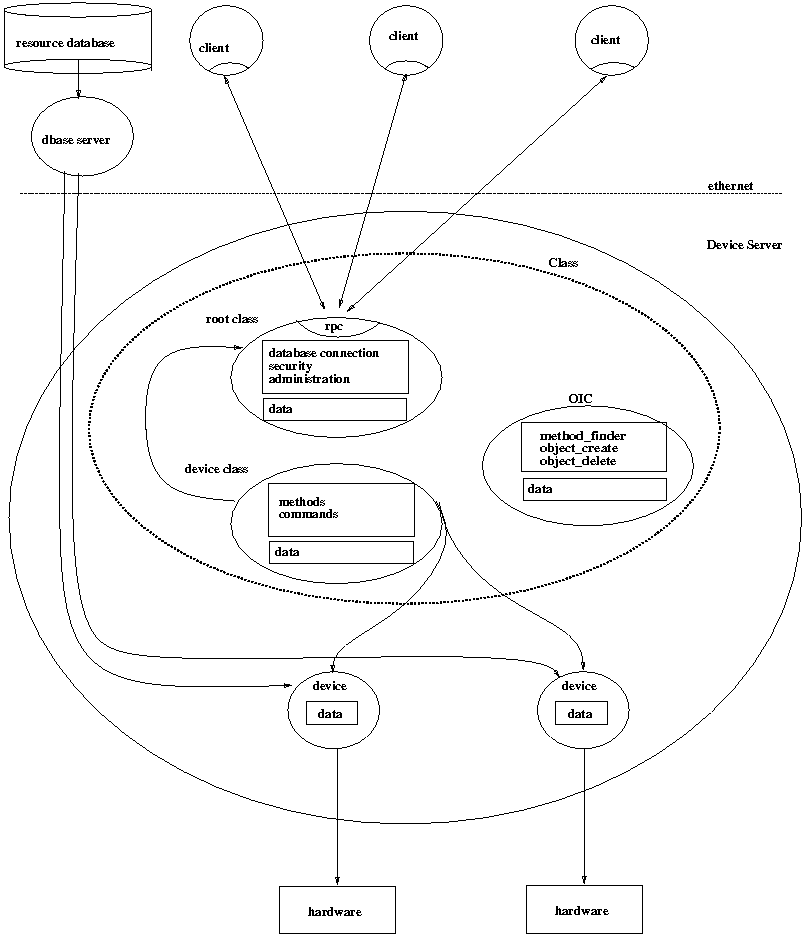 resource database
client
client
client
dbase server
ethernet
Device Server
Class
root class
rpc
database connection
security
administration
data
OIC
method_finder
object_create
object_delete
data
device class
methods
commands
data
device
data
device
data
hardware
hardware